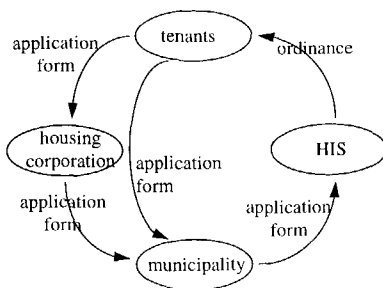 tenants
application
form
ordinance
housing
corporation
application
form
HIS
application
form
application
form
municipality